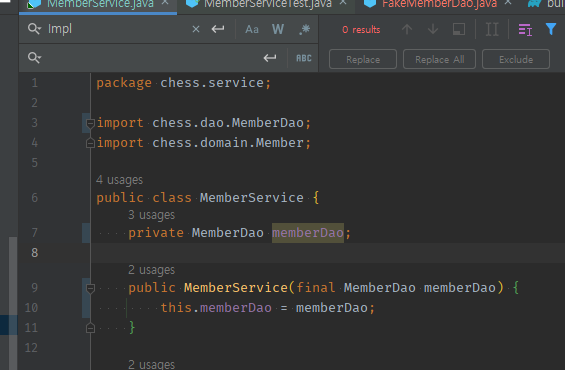 MemberService.java MemberServiceTest.java FakeMemberDao.java
Impl Aa W .* 0 results
ABC Replace Replace All Exclude
1 package chess.service;
2
3 import chess.dao.MemberDao;
4 import chess.domain.Member;
5
4 usages
6 public class MemberService {
3 usages
7 private MemberDao memberDao;
8
2 usages
9 public MemberService(final MemberDao memberDao) {
10 this.memberDao = memberDao;
11 }
12
2 usages